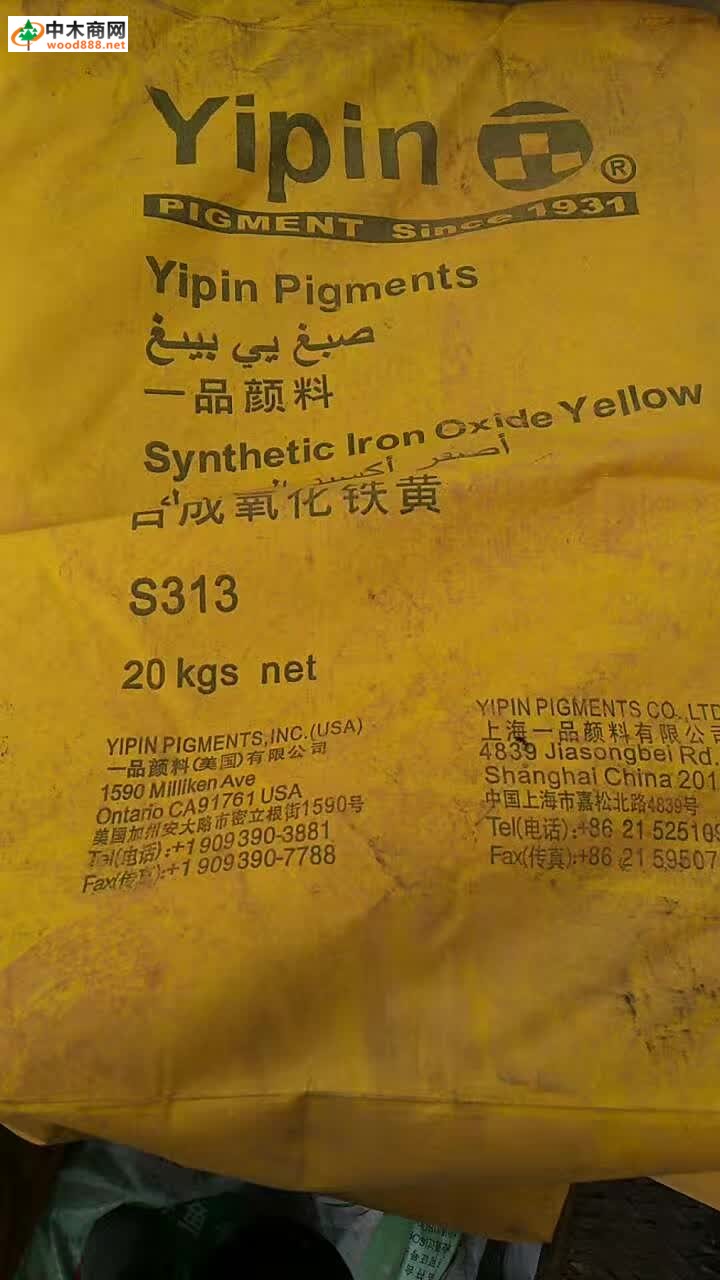 中木商网
wood888.net
Yipin ®
PIGMENT Since 1931
Yipin Pigments
صبغ يي بيبغ
一品颜料
Synthetic Iron Oxide Yellow
أصفر أكسيد
合成氧化铁黄
S313
20 kgs net
YIPIN PIGMENTS,INC.(USA)
一品颜料(美国)有限公司
1590 Milliken Ave
Ontario CA91761 USA
美国加州安大略市密立根街1590号
Tel(电话):+1 909 390-3881
Fax(传真):+1 909 390-7788
YIPIN PIGMENTS CO.,LTD
上海一品颜料有限公司
4839 Jiasongbei Rd.
Shanghai China 201
中国上海市嘉松北路4839号
Tel(电话):+86 21 525109
Fax(传真):+86 21 59507